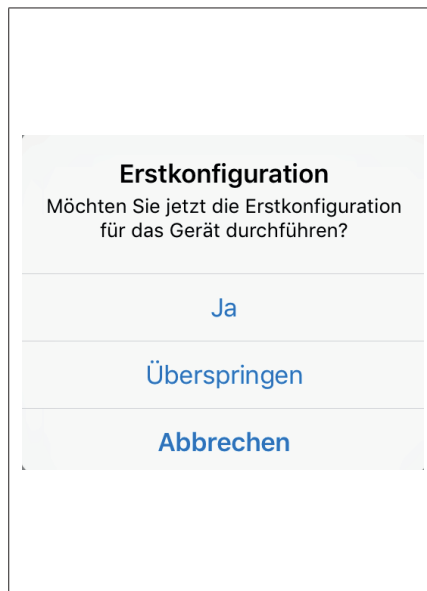 Erstkonfiguration
Möchten Sie jetzt die Erstkonfiguration
für das Gerät durchführen?
Ja
Überspringen
Abbrechen